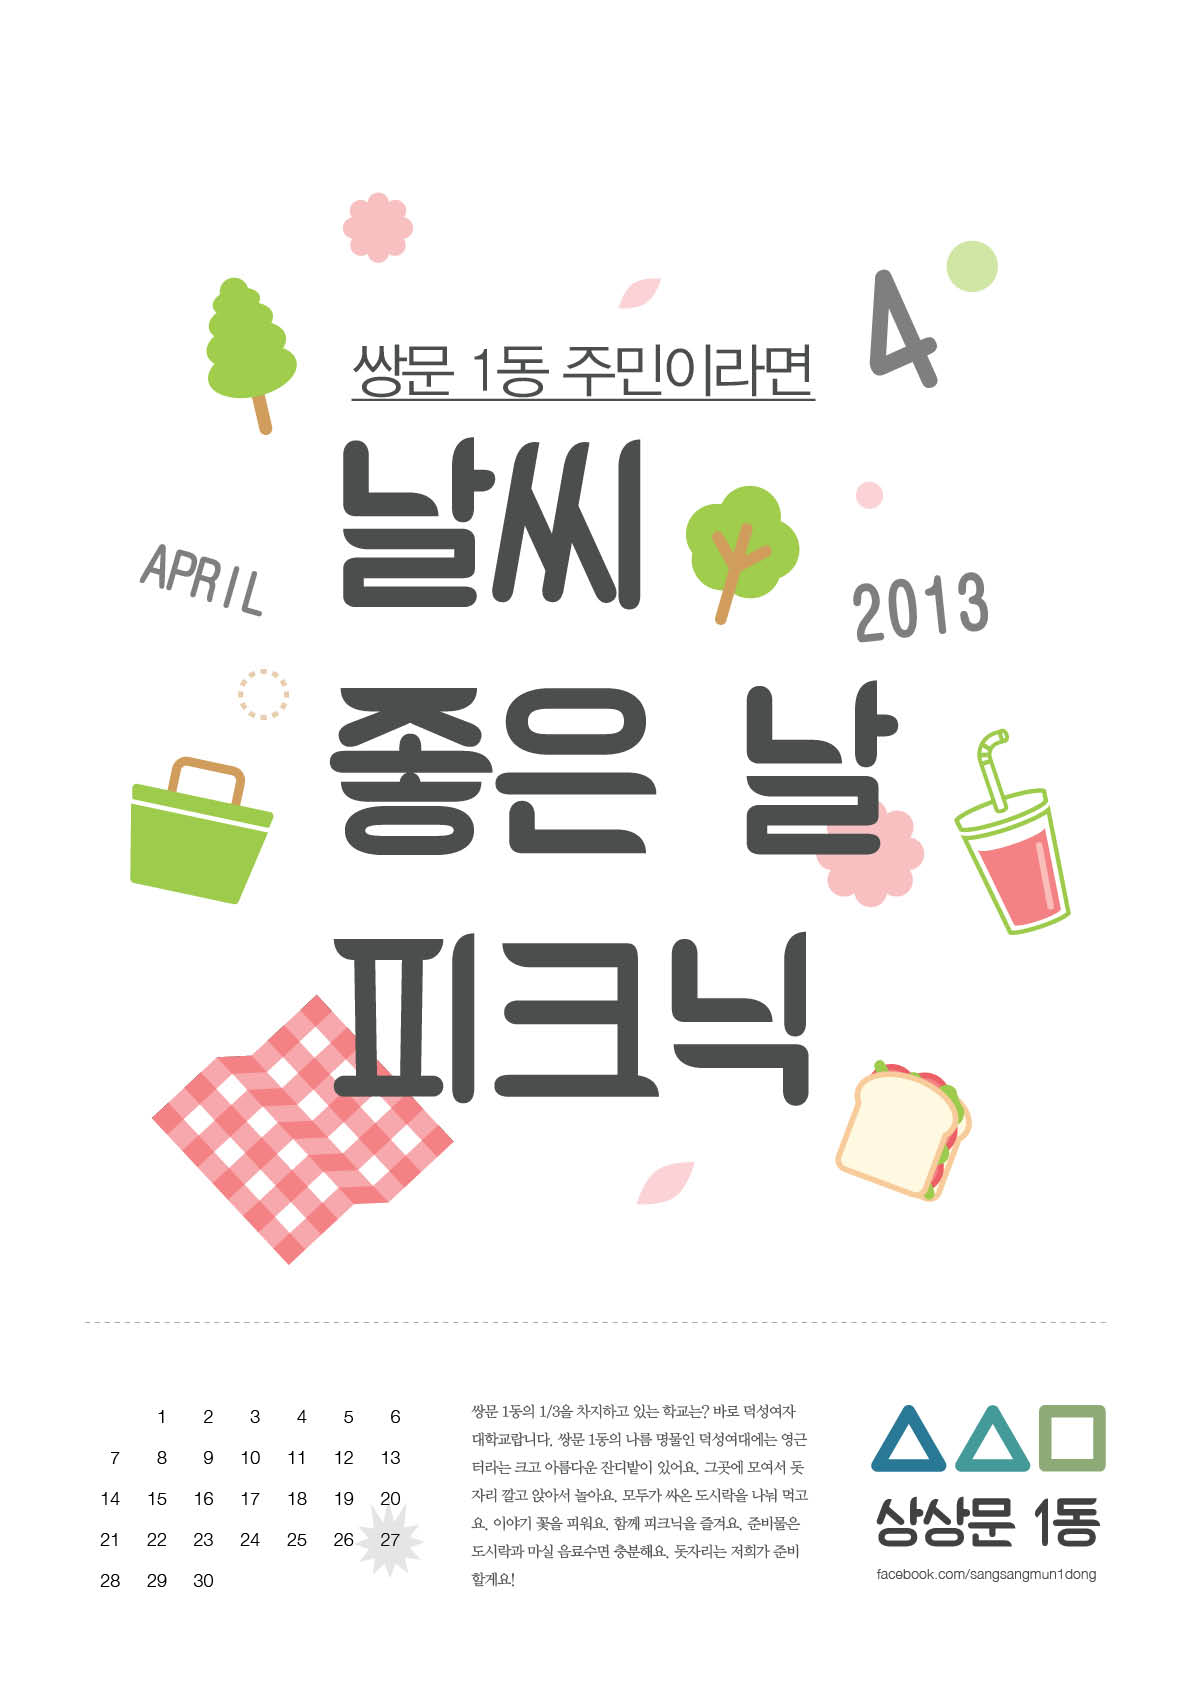 4
쌍문 1동 주민이라면
날씨
APRIL
2013
좋은 날
피크닉
1 2 3 4 5 6
7 8 9 10 11 12 13
14 15 16 17 18 19 20
21 22 23 24 25 26 27
28 29 30
쌍문 1동의 1/3을 차지하고 있는 학교는? 바로 덕성여자
대학교랍니다. 쌍문 1동의 나름 명물인 덕성여대에는 영근
터라는 크고 아름다운 잔디밭이 있어요. 그곳에 모여서 돗
자리 깔고 앉아서 놀아요. 모두가 싸온 도시락을 나눠 먹고
요. 이야기 꽃을 피워요. 함께 피크닉을 즐겨요. 준비물은
도시락과 마실 음료수면 충분해요. 돗자리는 저희가 준비
할게요!
상상문 1동
facebook.com/sangsangmun1dong